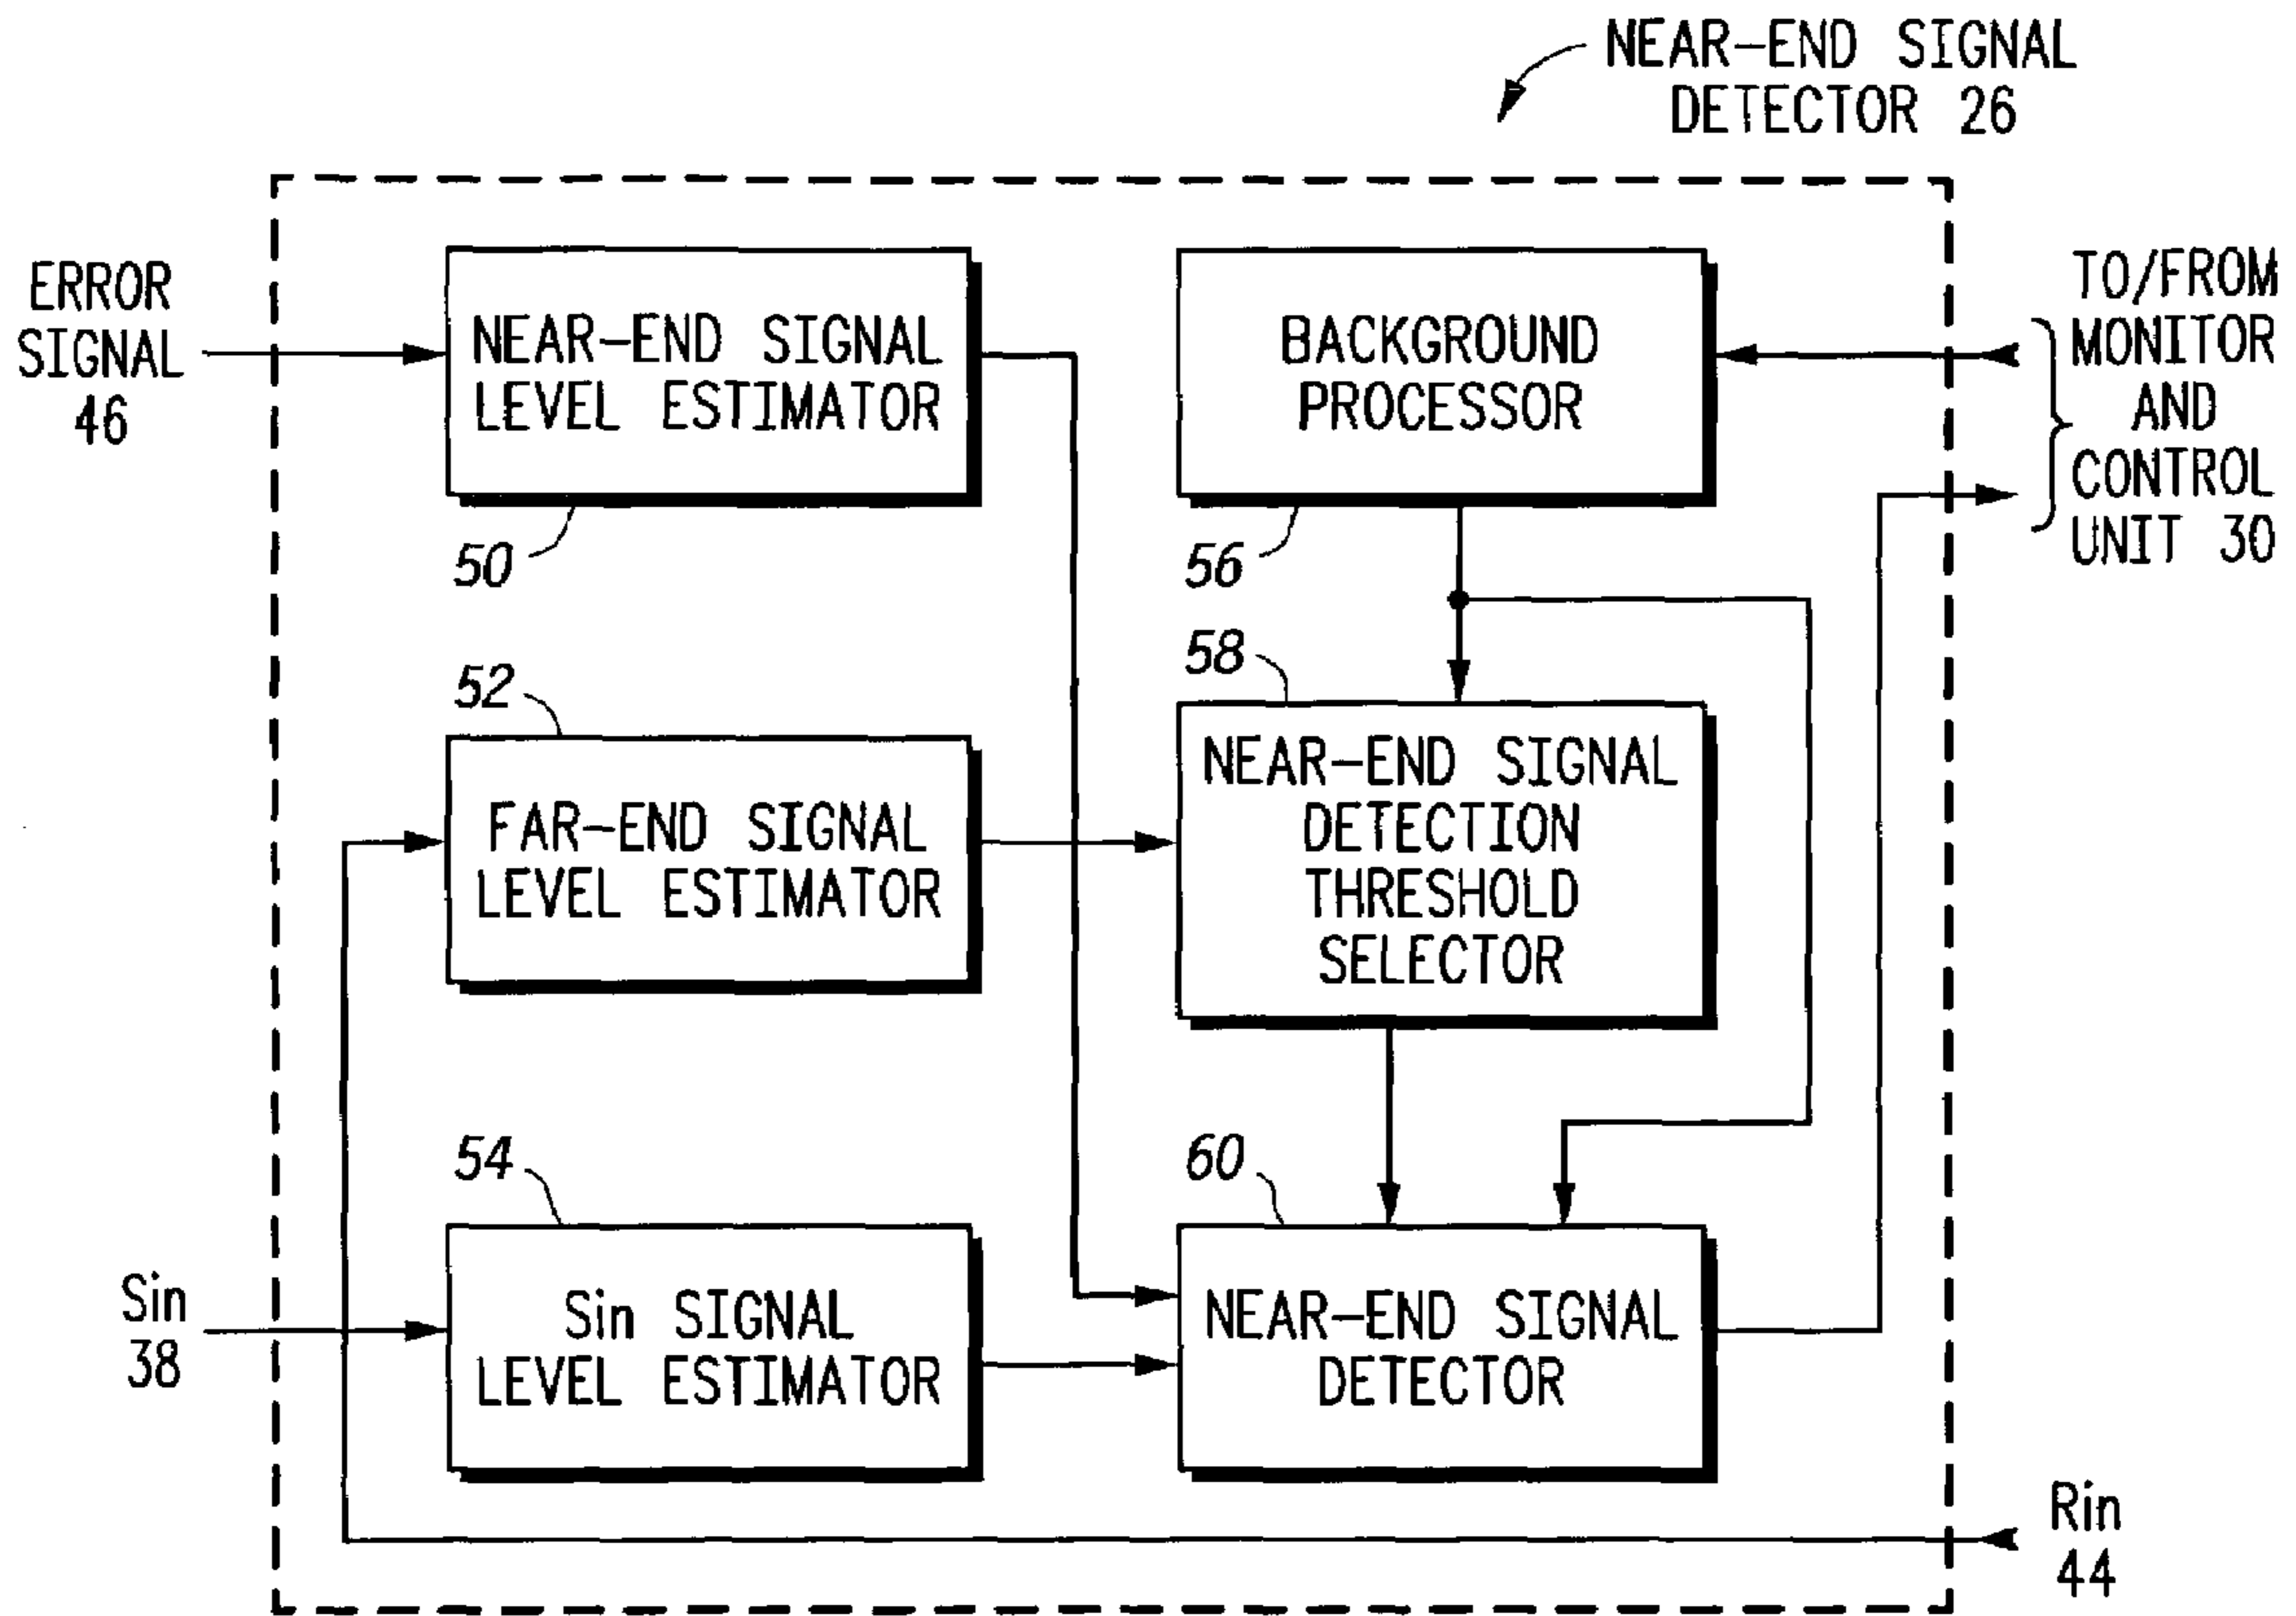 NEAR-END SIGNAL
DETECTOR 26
ERROR
SIGNAL
46
NEAR-END SIGNAL
LEVEL ESTIMATOR
50
BACKGROUND
PROCESSOR
56
TO/FROM
MONITOR
AND
CONTROL
UNIT 30
52
FAR-END SIGNAL
LEVEL ESTIMATOR
58
NEAR-END SIGNAL
DETECTION
THRESHOLD
SELECTOR
54
Sin
38
Sin SIGNAL
LEVEL ESTIMATOR
60
NEAR-END SIGNAL
DETECTOR
Rin
44